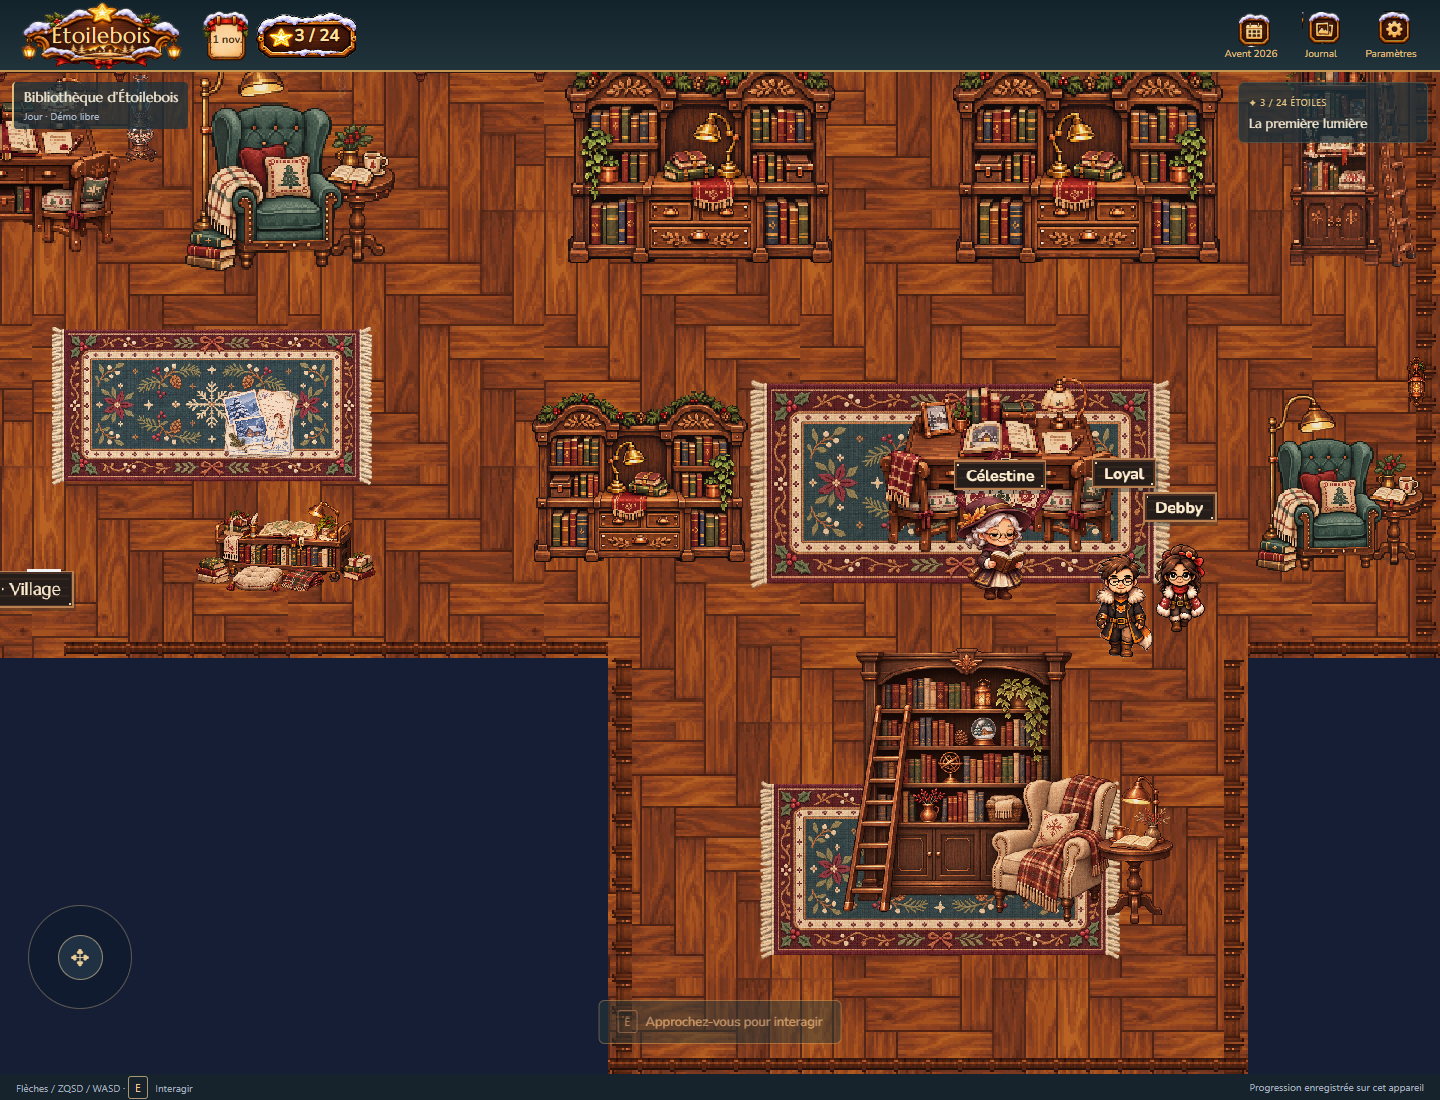 Étoilebois
1 nov.
3 / 24
Avent 2026
Journal
Paramètres
Bibliothèque d'Étoilebois
Jour · Démo libre
✦ 3 / 24 ÉTOILES
La première lumière
Célestine
Loyal
Debby
· Village
E Approchez-vous pour interagir
Flèches / ZQSD / WASD · E Interagir
Progression enregistrée sur cet appareil